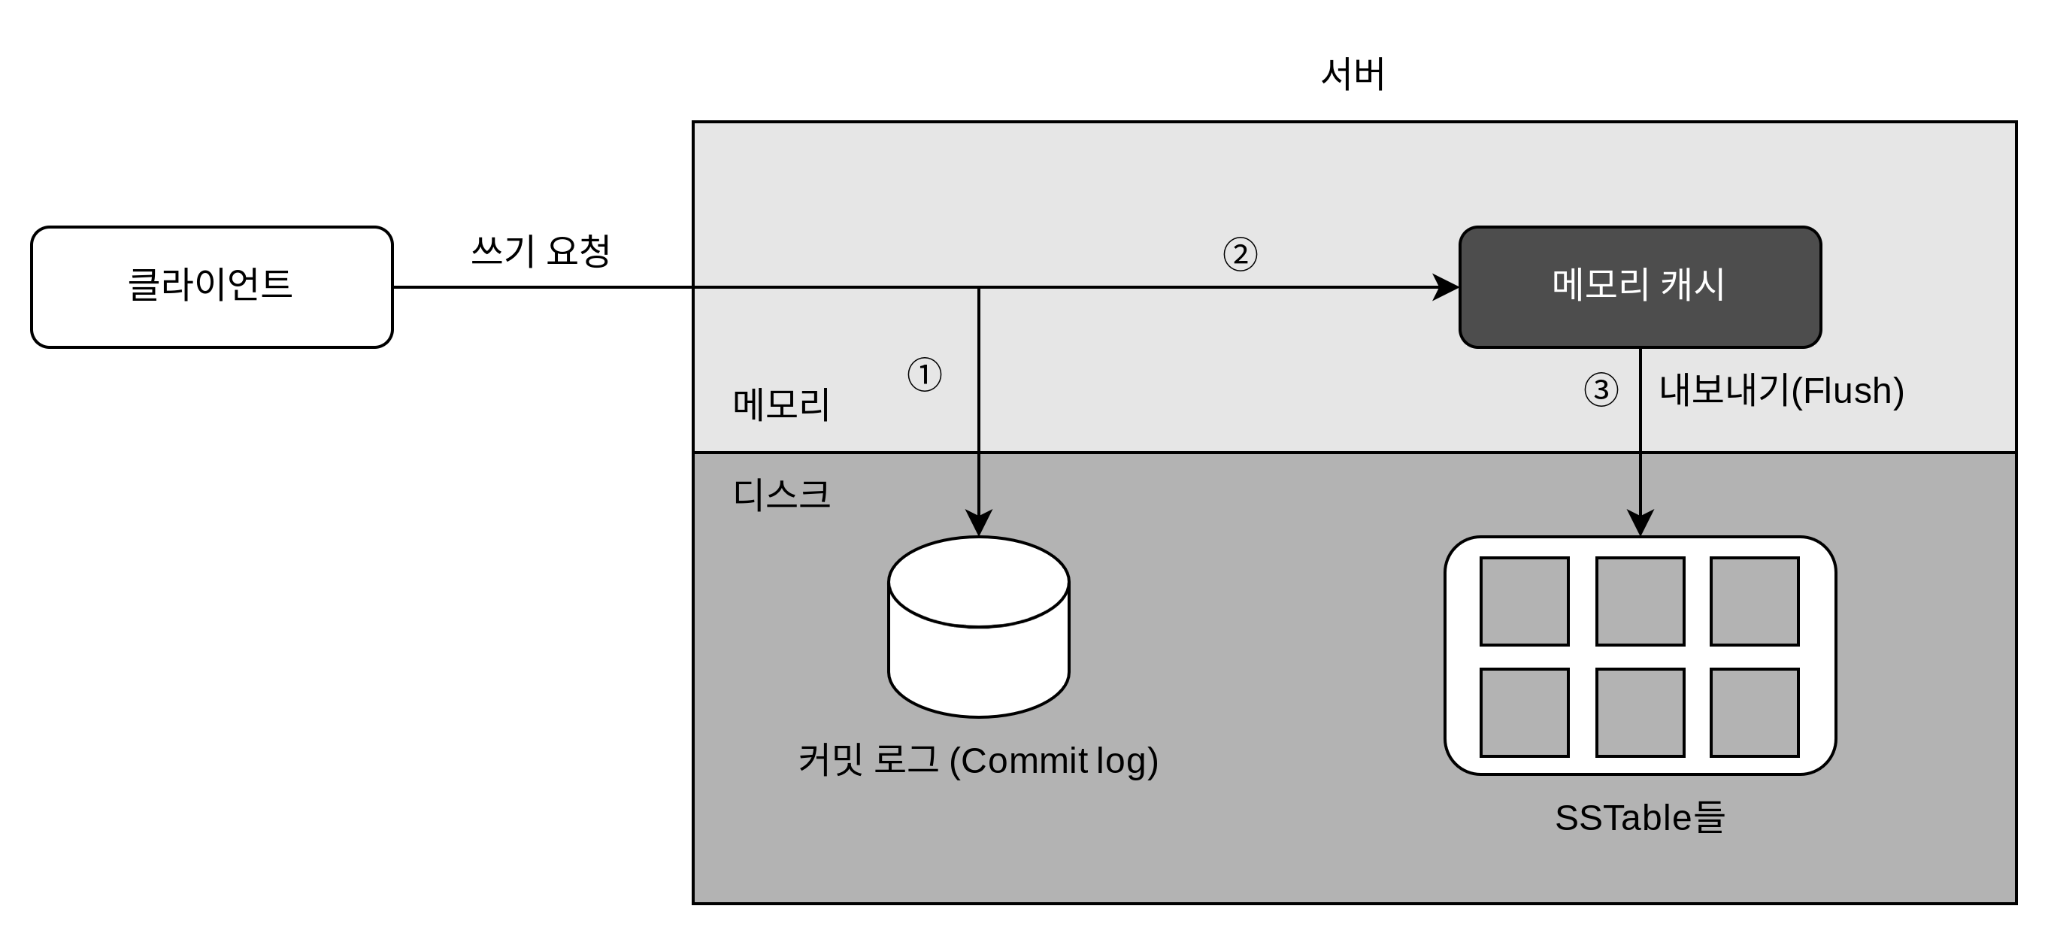 서버
쓰기 요청
②
클라이언트
메모리 캐시
①
③
내보내기(Flush)
메모리
디스크
커밋 로그 (Commit log)
SSTable들